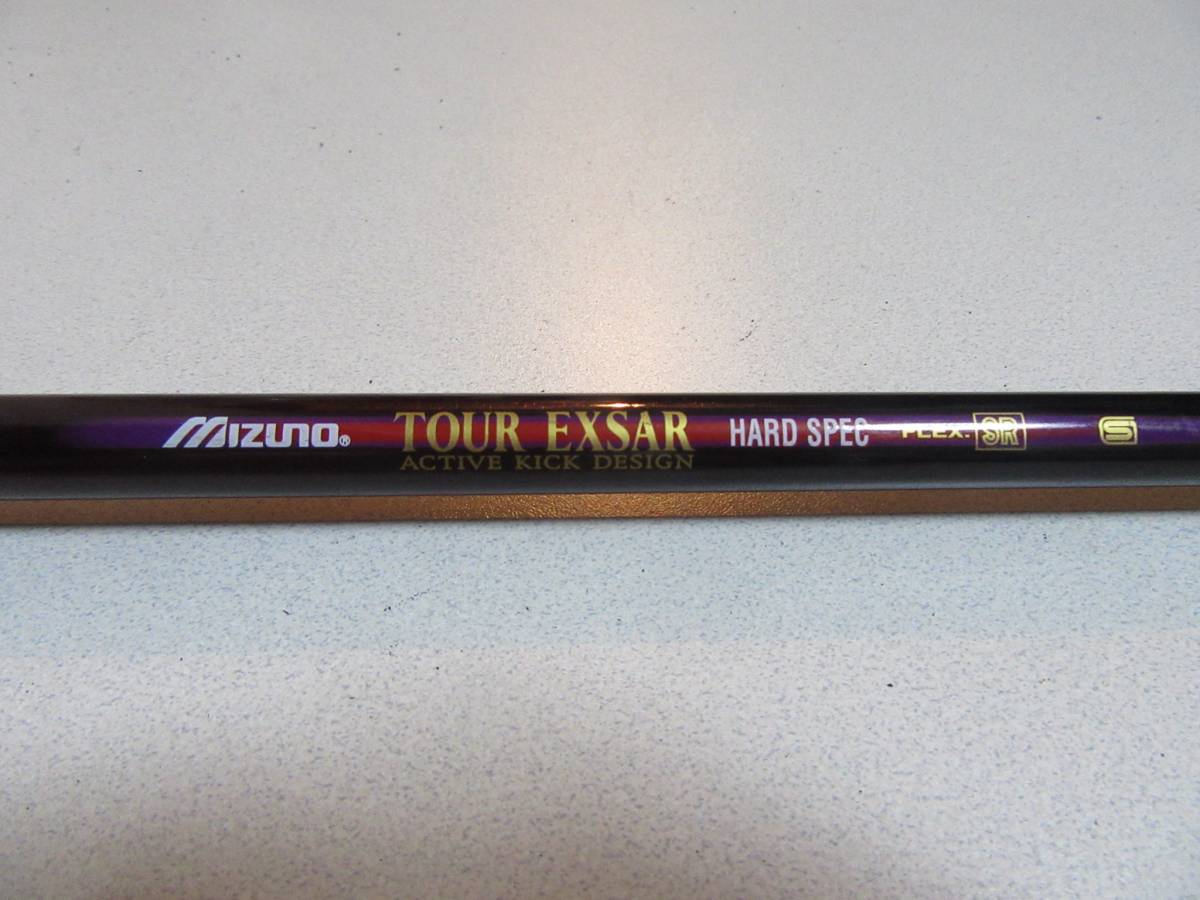 MIZUNO® TOUR EXSAR HARD SPEC FLEX. SR S
ACTIVE KICK DESIGN